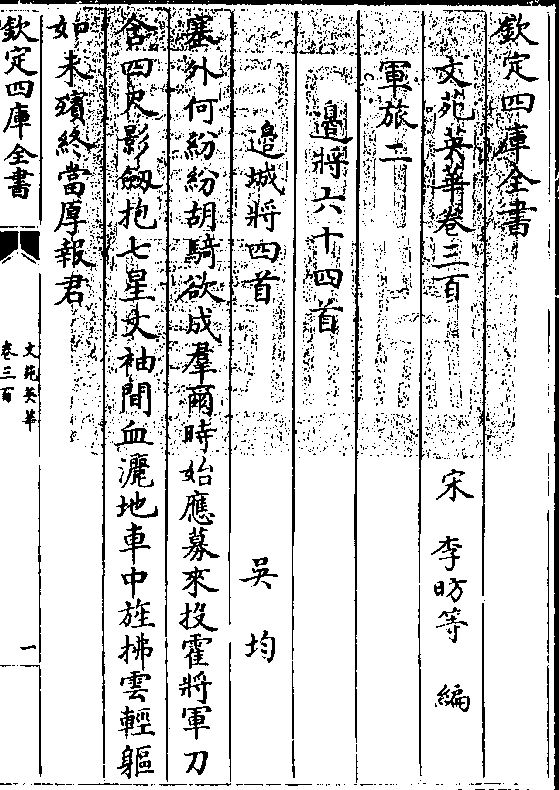 欽定四庫全書
文苑英華卷三百
宋 李昉等 編
軍旅二
邉將六十四首
邉城將四首
吳均
塞外何紛紛胡騎欲成羣爾時始應募來投霍將軍刀
含四尺影劔抱七星文袖間血灑地車中旌拂雲輕軀
如未殞終當厚報君
欽定四庫全書
文苑英華
卷三百
一